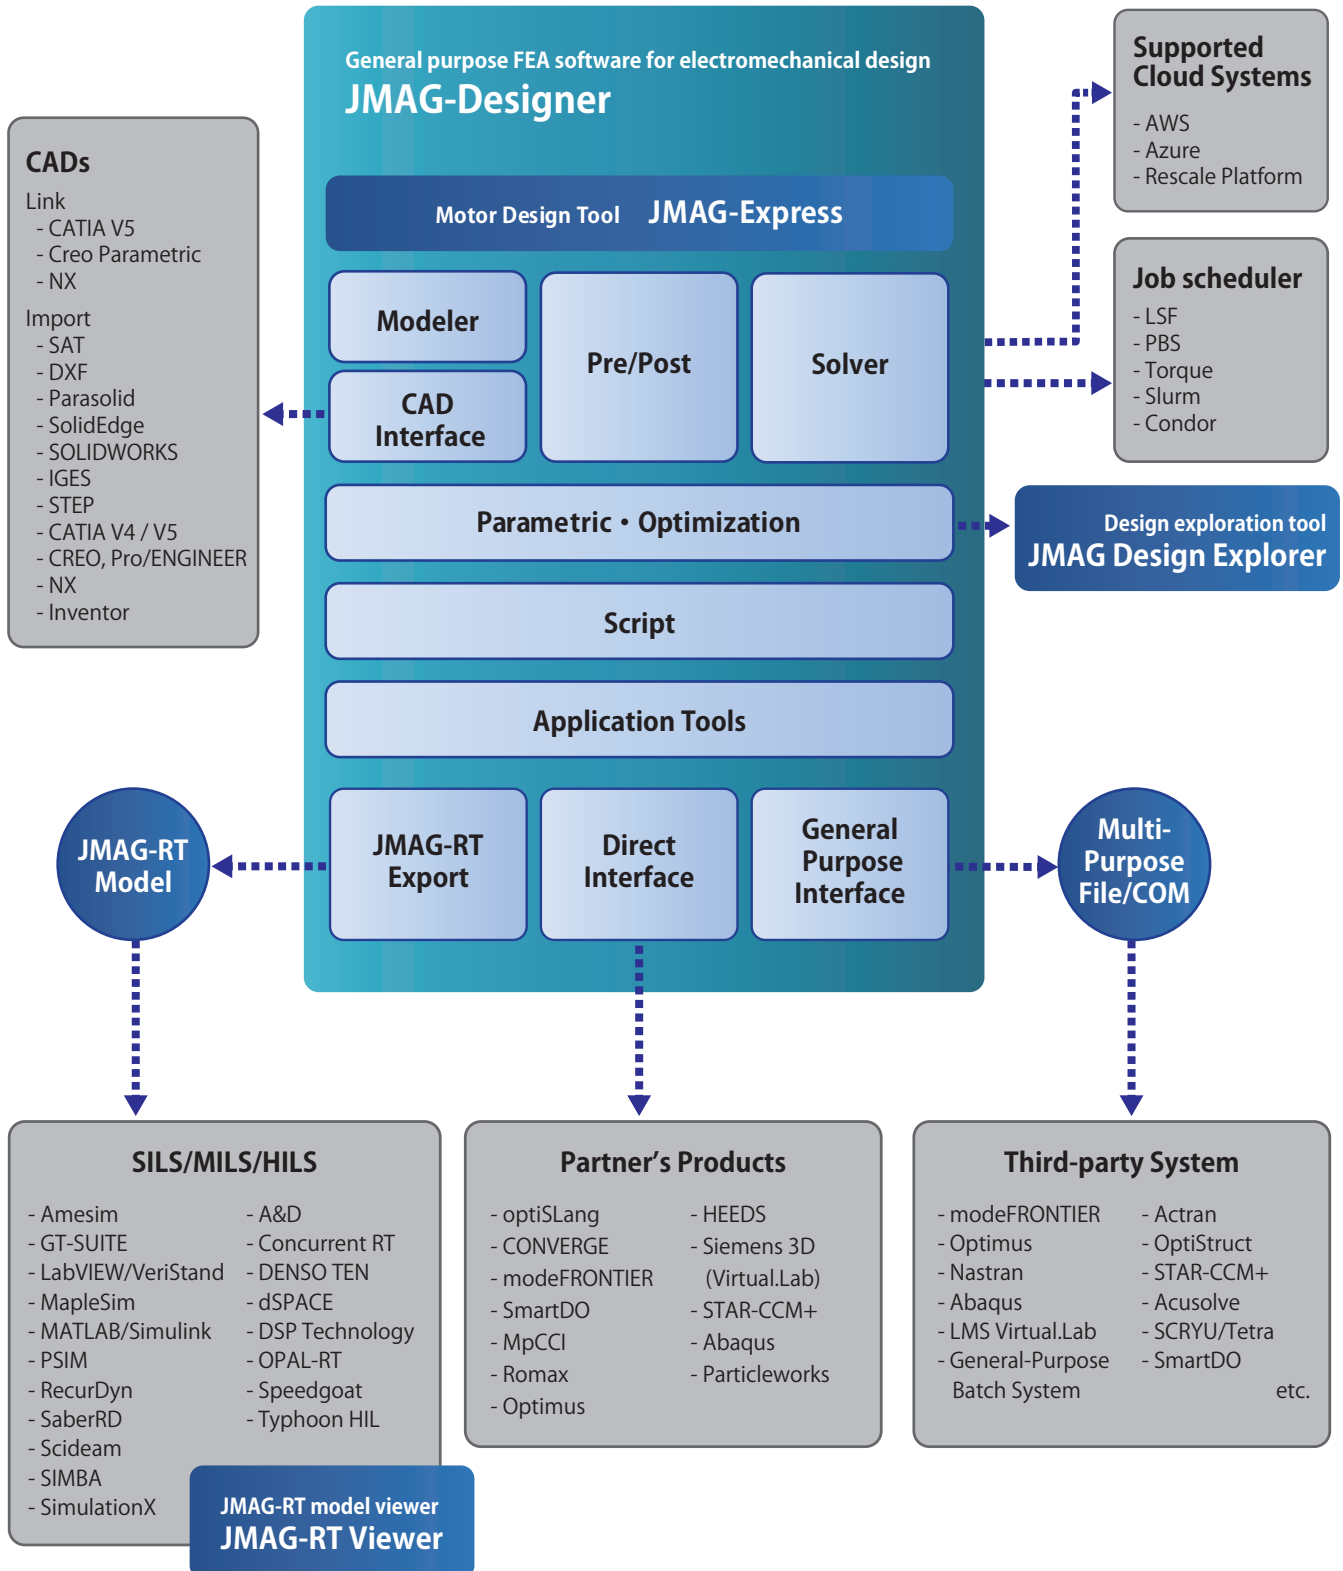 General purpose FEA software for electromechanical design
JMAG-Designer
Motor Design Tool JMAG-Express
Modeler
CAD
Interface
Pre/Post
Solver
Parametric・Optimization
Script
Application Tools
JMAG-RT
Export
Direct
Interface
General
Purpose
Interface
CADs
Link
- CATIA V5
- Creo Parametric
- NX
Import
- SAT
- DXF
- Parasolid
- SolidEdge
- SOLIDWORKS
- IGES
- STEP
- CATIA V4 / V5
- CREO, Pro/ENGINEER
- NX
- Inventor
Supported
Cloud Systems
- AWS
- Azure
- Rescale Platform
Job scheduler
- LSF
- PBS
- Torque
- Slurm
- Condor
Design exploration tool
JMAG Design Explorer
JMAG-RT
Model
Multi-
Purpose
File/COM
SILS/MILS/HILS
- Amesim
- GT-SUITE
- LabVIEW/VeriStand
- MapleSim
- MATLAB/Simulink
- PSIM
- RecurDyn
- SaberRD
- Scideam
- SIMBA
- SimulationX
- A&D
- Concurrent RT
- DENSO TEN
- dSPACE
- DSP Technology
- OPAL-RT
- Speedgoat
- Typhoon HIL
JMAG-RT model viewer
JMAG-RT Viewer
Partner's Products
- optiSLang
- CONVERGE
- modeFRONTIER
- SmartDO
- MpCCI
- Romax
- Optimus
- HEEDS
- Siemens 3D
(Virtual.Lab)
- STAR-CCM+
- Abaqus
- Particleworks
Third-party System
- modeFRONTIER
- Optimus
- Nastran
- Abaqus
- LMS Virtual.Lab
- General-Purpose
Batch System
- Actran
- OptiStruct
- STAR-CCM+
- Acusolve
- SCRYU/Tetra
- SmartDO
etc.